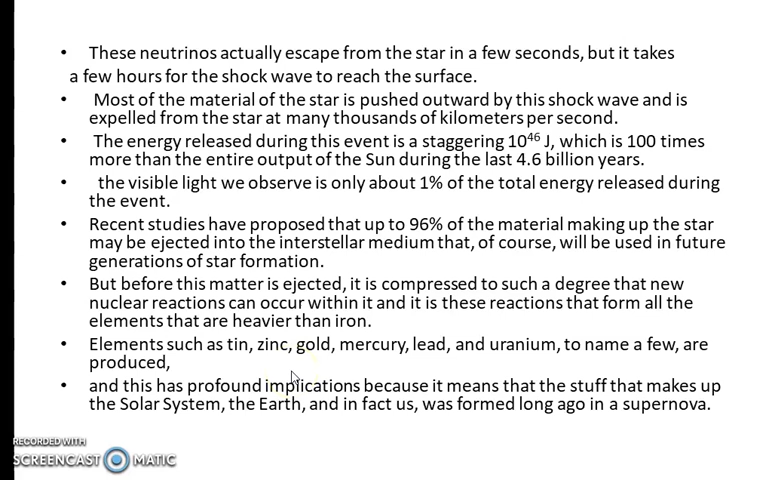 • These neutrinos actually escape from the star in a few seconds, but it takes
a few hours for the shock wave to reach the surface.
• Most of the material of the star is pushed outward by this shock wave and is
expelled from the star at many thousands of kilometers per second.
• The energy released during this event is a staggering 10⁴⁶ J, which is 100 times
more than the entire output of the Sun during the last 4.6 billion years.
• the visible light we observe is only about 1% of the total energy released during
the event.
• Recent studies have proposed that up to 96% of the material making up the star
may be ejected into the interstellar medium that, of course, will be used in future
generations of star formation.
• But before this matter is ejected, it is compressed to such a degree that new
nuclear reactions can occur within it and it is these reactions that form all the
elements that are heavier than iron.
• Elements such as tin, zinc, gold, mercury, lead, and uranium, to name a few, are
produced,
• and this has profound implications because it means that the stuff that makes up
the Solar System, the Earth, and in fact us, was formed long ago in a supernova.
RECORDED WITH
SCREENCAST MATIC